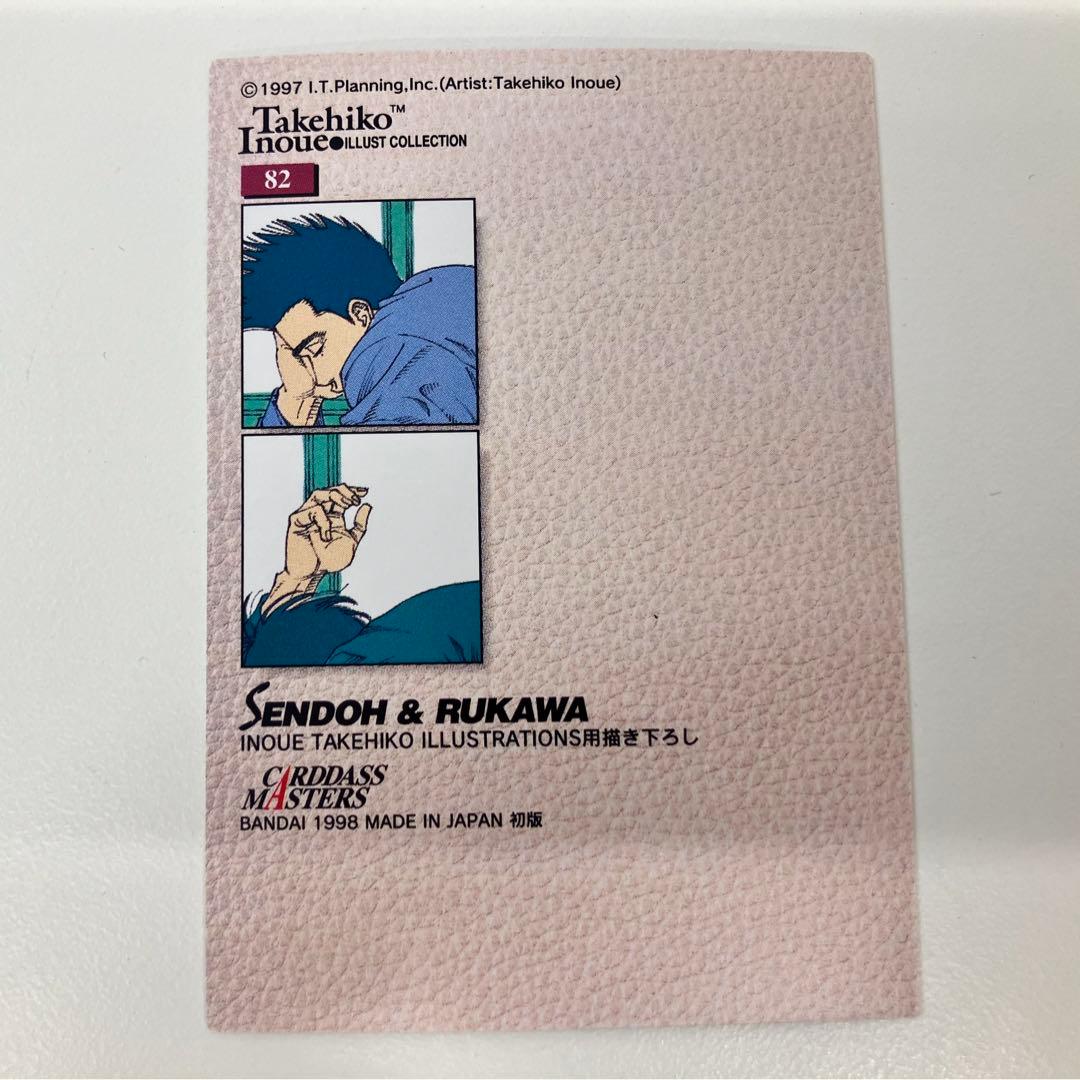 ©1997 I.T.Planning,Inc.(Artist:Takehiko Inoue)
Takehiko™
Inoue●ILLUST COLLECTION
82
SENDOH & RUKAWA
INOUE TAKEHIKO ILLUSTRATIONS用描き下ろし
CARDDASS
MASTERS
BANDAI 1998 MADE IN JAPAN 初版